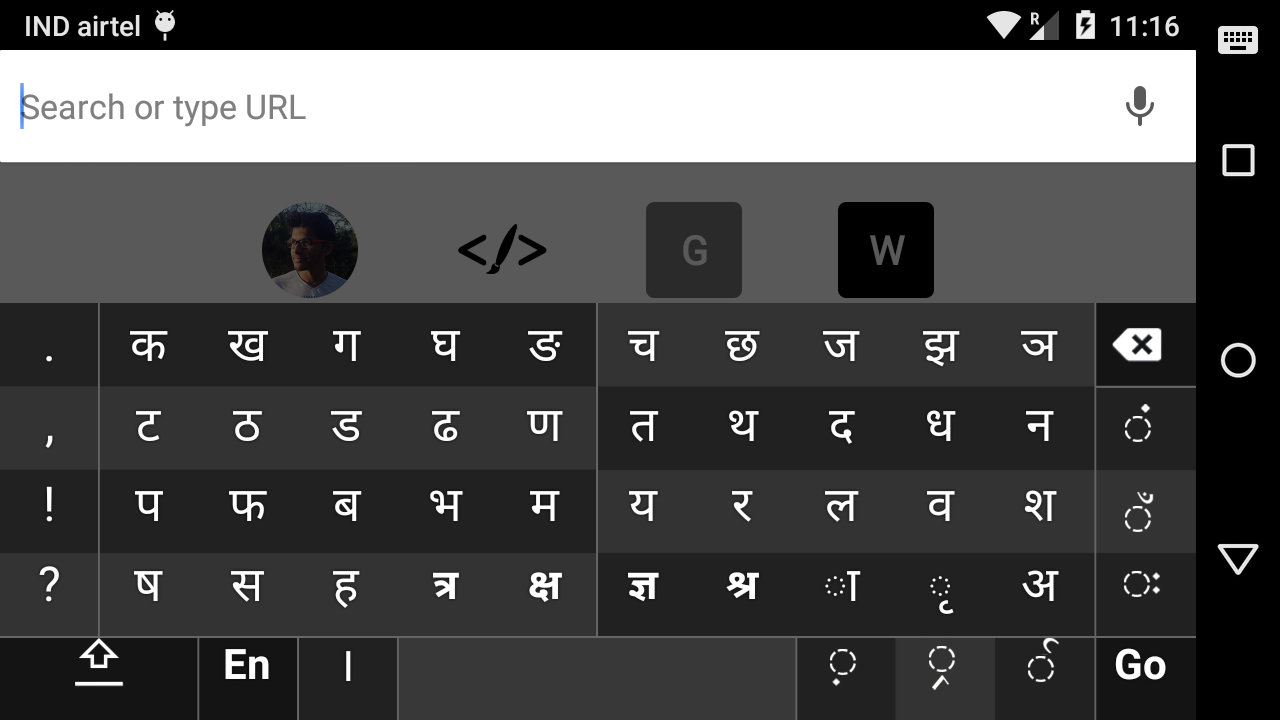 IND airtel R 11:16
Search or type URL
G W
. क ख ग घ ङ च छ ज झ ञ
, ट ठ ड ढ ण त थ द ध न ं
! प फ ब भ म य र ल व श ँ
? ष स ह त्र क्ष ज्ञ श्र ा ृ अ ः
En । ़ ्र र्‍ Go